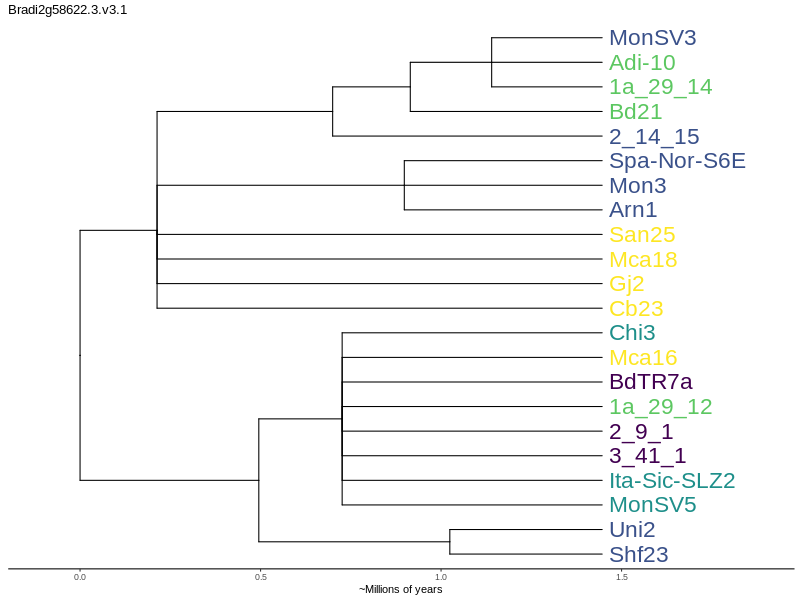 Bradi2g58622.3.v3.1
MonSV3
Adi-10
1a_29_14
Bd21
2_14_15
Spa-Nor-S6E
Mon3
Arn1
San25
Mca18
Gj2
Cb23
Chi3
Mca16
BdTR7a
1a_29_12
2_9_1
3_41_1
Ita-Sic-SLZ2
MonSV5
Uni2
Shf23
0.0 0.5 1.0 1.5
~Millions of years